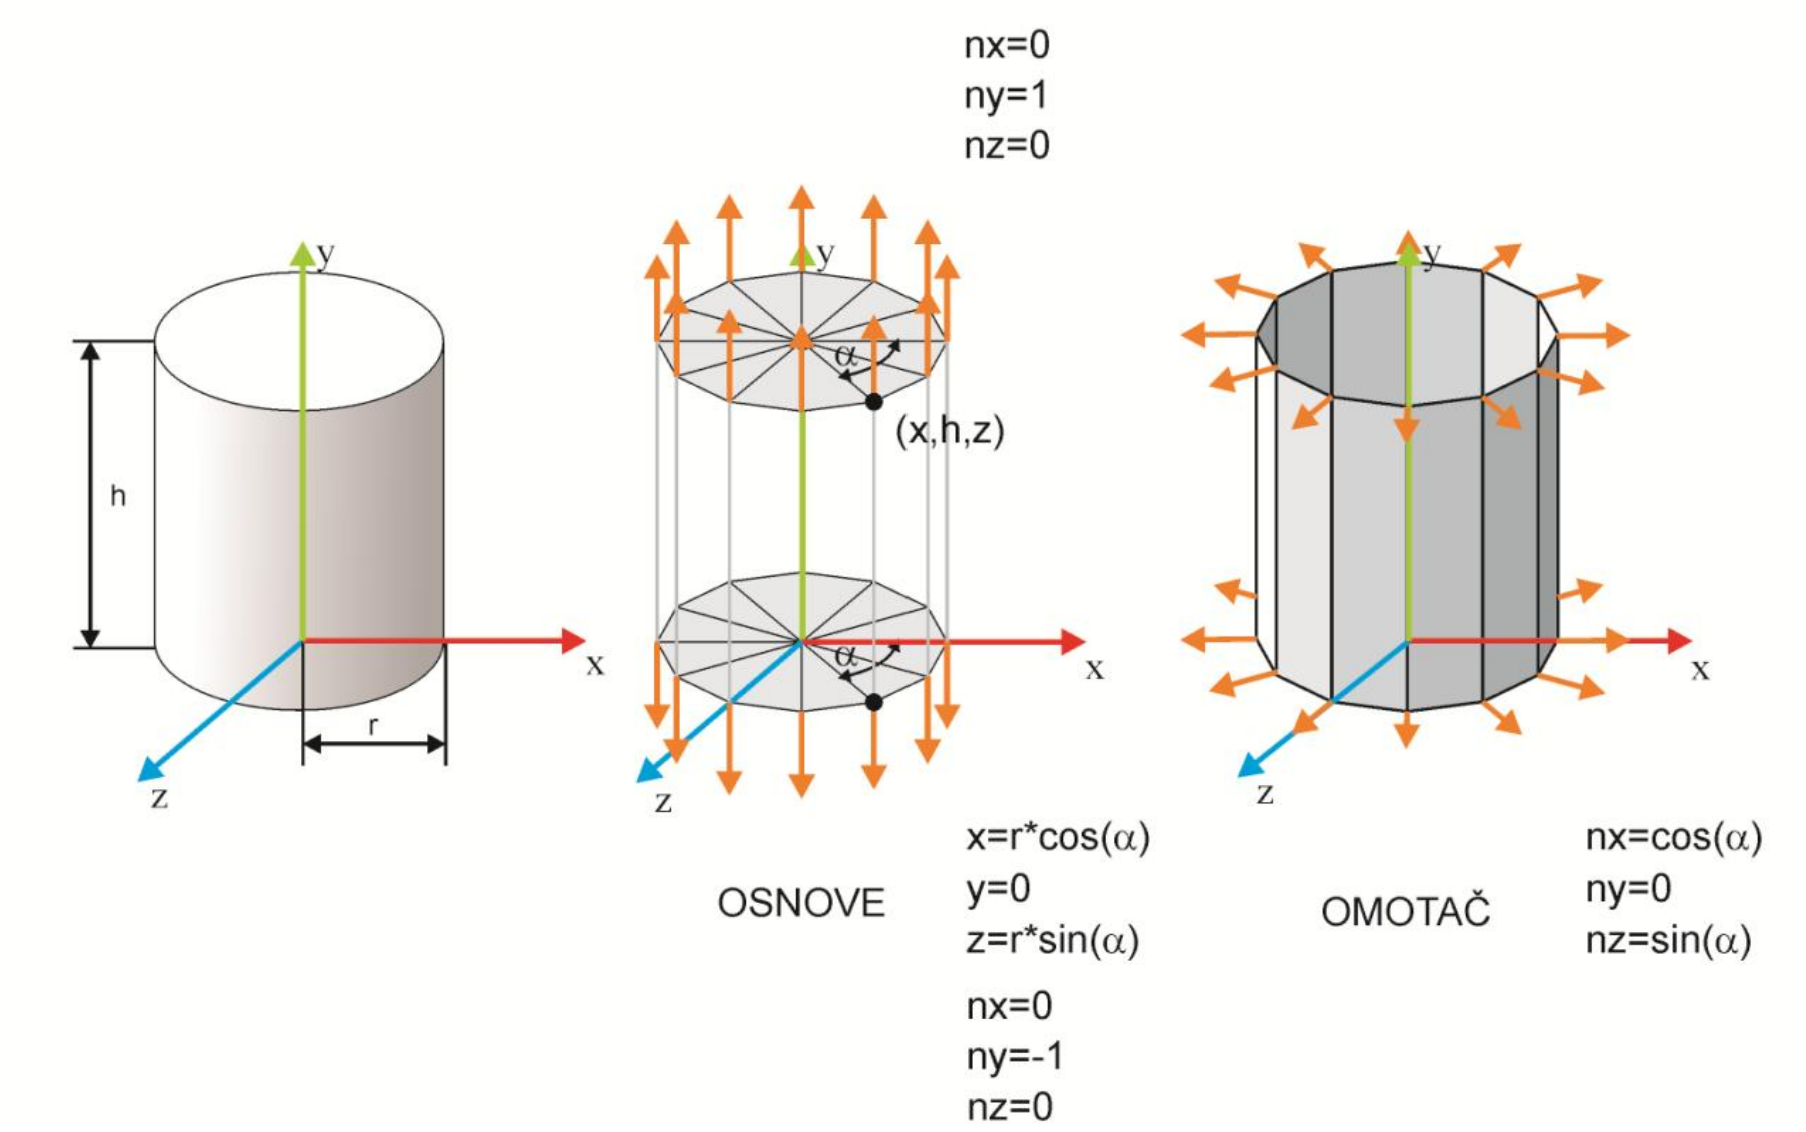 nx=0
ny=1
nz=0
y
h
r
x
z
y
α
(x,h,z)
α
x
z
x=r*cos(α)
y=0
z=r*sin(α)
OSNOVE
nx=0
ny=-1
nz=0
y
x
z
OMOTAČ
nx=cos(α)
ny=0
nz=sin(α)